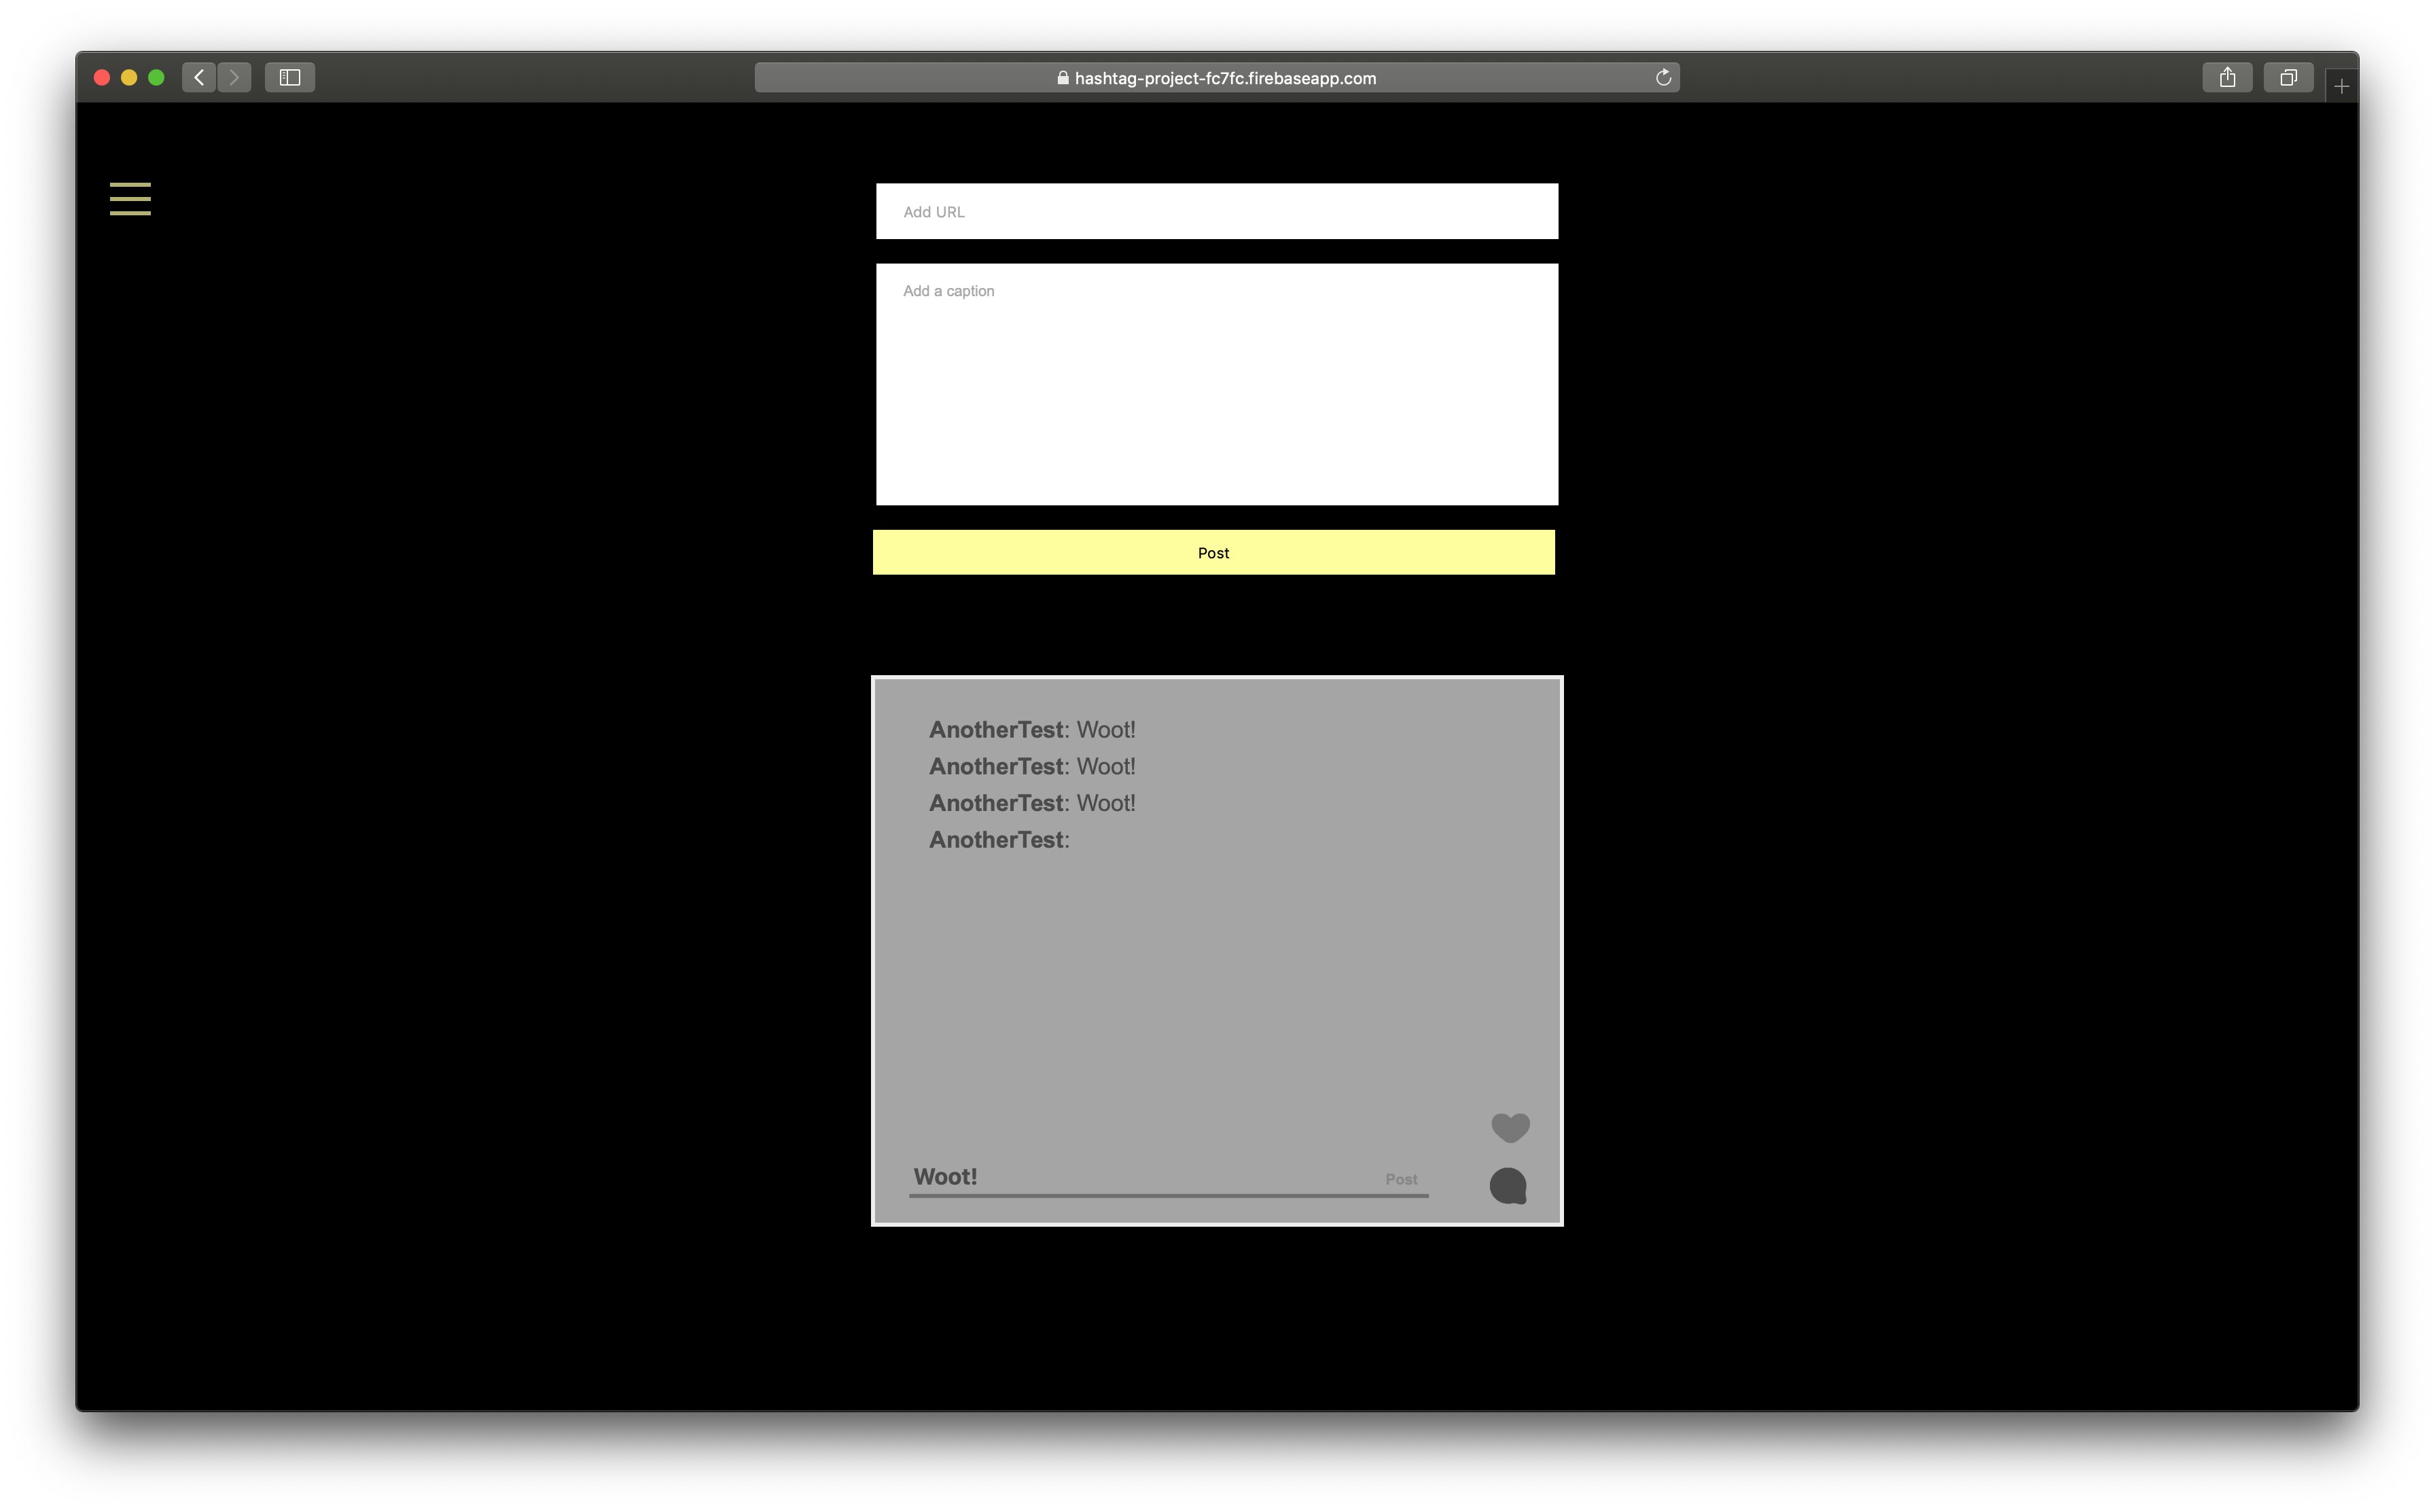 hashtag-project-fc7fc.firebaseapp.com
Add URL
Add a caption
Post
AnotherTest: Woot!
AnotherTest: Woot!
AnotherTest: Woot!
AnotherTest:
Woot! Post